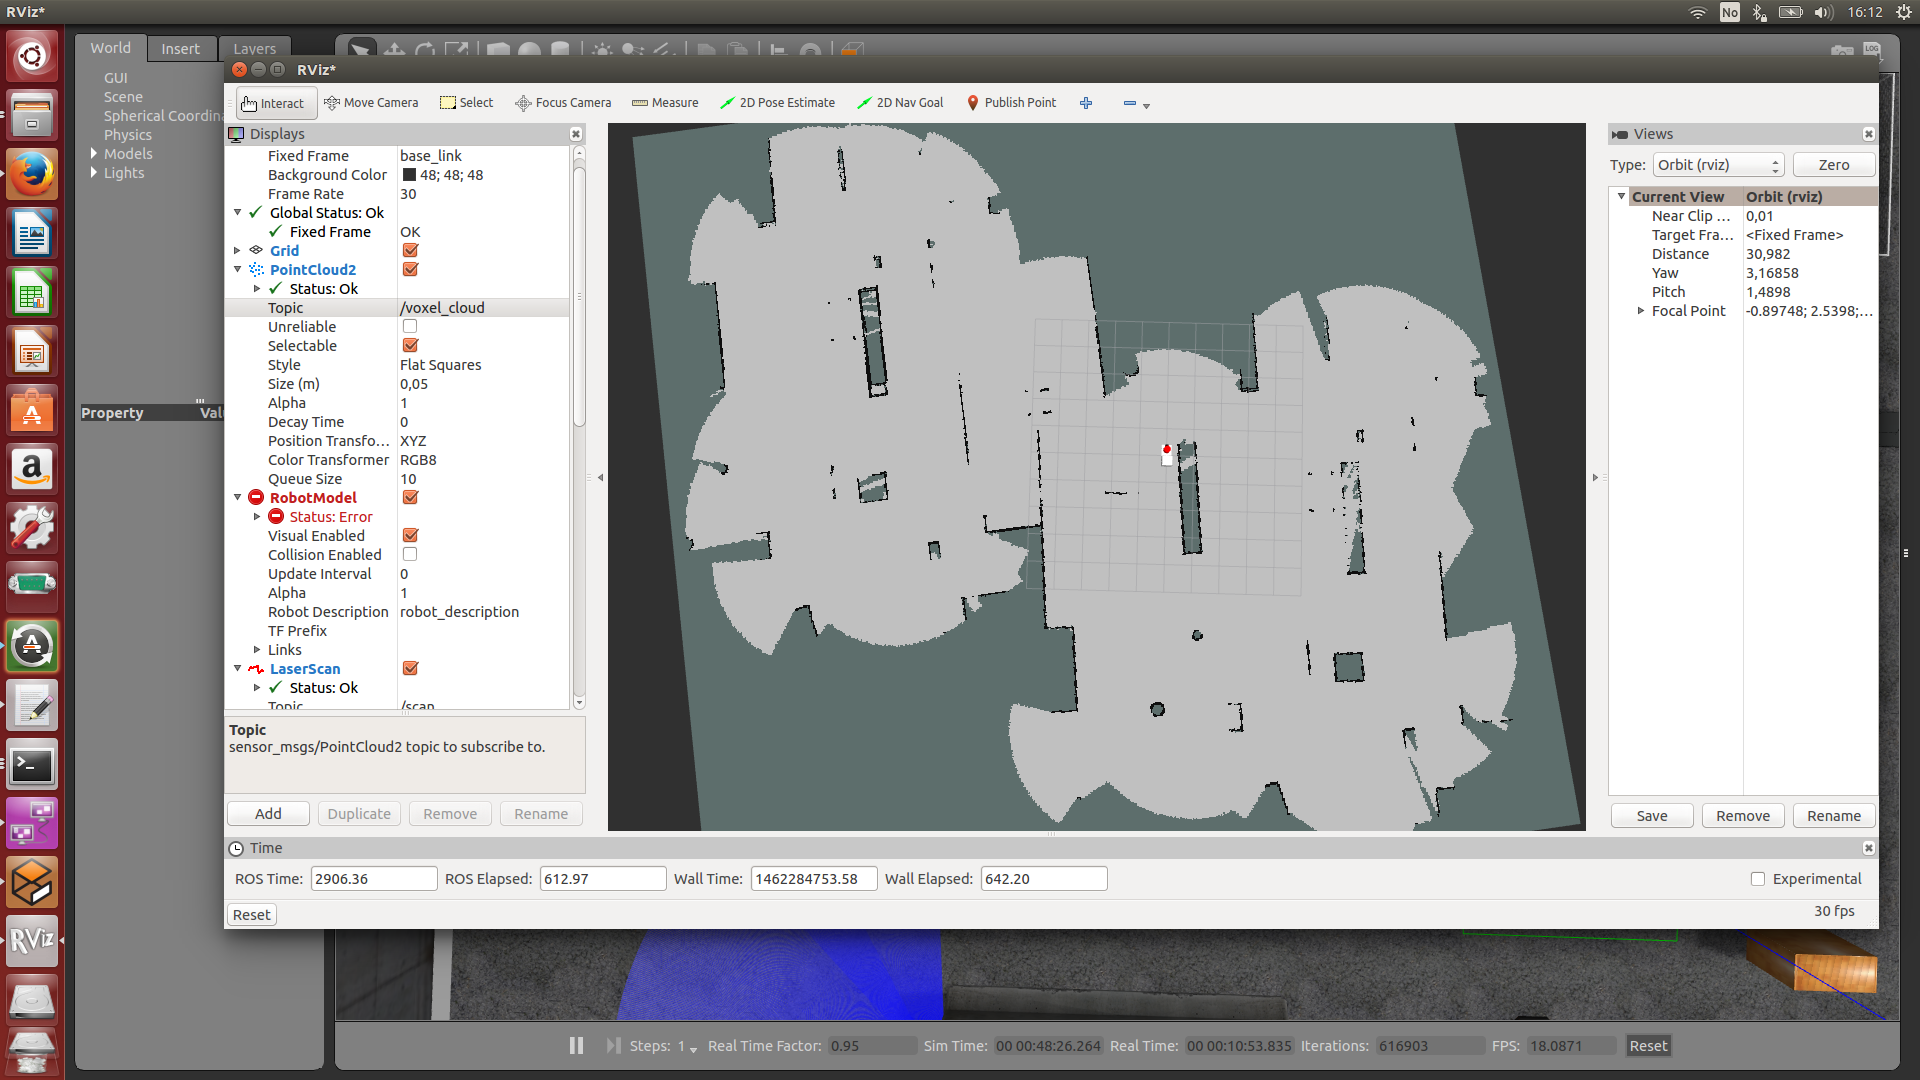 RViz*
No
16:12
World
Insert
Layers
LOG
GUI
Scene
Spherical Coordina
Physics
Models
Lights
Property
Valu
RViz*
Interact
Move Camera
Select
Focus Camera
Measure
2D Pose Estimate
2D Nav Goal
Publish Point
Displays
Fixed Frame base_link
Background Color 48; 48; 48
Frame Rate 30
Global Status: Ok
Fixed Frame OK
Grid
PointCloud2
Status: Ok
Topic /voxel_cloud
Unreliable
Selectable
Style Flat Squares
Size (m) 0,05
Alpha 1
Decay Time 0
Position Transfo... XYZ
Color Transformer RGB8
Queue Size 10
RobotModel
Status: Error
Visual Enabled
Collision Enabled
Update Interval 0
Alpha 1
Robot Description robot_description
TF Prefix
Links
LaserScan
Status: Ok
Topic /scan
Topic
sensor_msgs/PointCloud2 topic to subscribe to.
Add
Duplicate
Remove
Rename
Views
Type: Orbit (rviz)
Zero
Current View Orbit (rviz)
Near Clip ... 0,01
Target Fra... <Fixed Frame>
Distance 30,982
Yaw 3,16858
Pitch 1,4898
Focal Point -0.89748; 2.5398;...
Save
Remove
Rename
Time
ROS Time: 2906.36
ROS Elapsed: 612.97
Wall Time: 1462284753.58
Wall Elapsed: 642.20
Experimental
Reset
30 fps
RViz
Steps: 1
Real Time Factor: 0.95
Sim Time: 00 00:48:26.264
Real Time: 00 00:10:53.835
Iterations: 616903
FPS: 18.0871
Reset